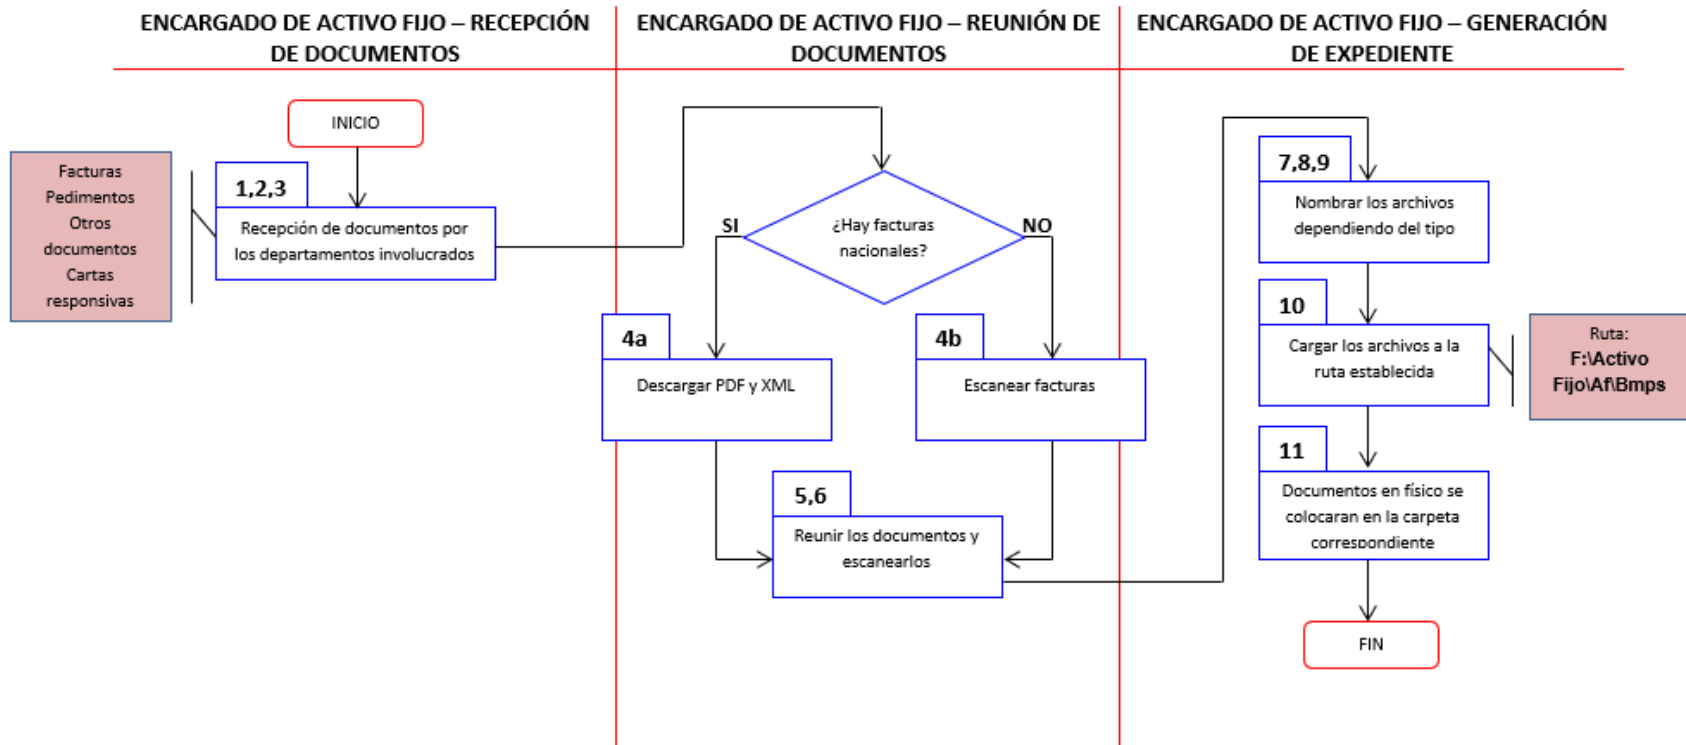 ENCARGADO DE ACTIVO FIJO – RECEPCIÓN
DE DOCUMENTOS
ENCARGADO DE ACTIVO FIJO – REUNIÓN DE
DOCUMENTOS
ENCARGADO DE ACTIVO FIJO – GENERACIÓN
DE EXPEDIENTE
INICIO
Facturas
Pedimentos
Otros
documentos
Cartas
responsivas
1,2,3
Recepción de documentos por
los departamentos involucrados
¿Hay facturas
nacionales?
SI
NO
4a
Descargar PDF y XML
4b
Escanear facturas
5,6
Reunir los documentos y
escanearlos
7,8,9
Nombrar los archivos
dependiendo del tipo
10
Cargar los archivos a la
ruta establecida
Ruta:
F:\Activo
Fijo\Af\Bmps
11
Documentos en físico se
colocaran en la carpeta
correspondiente
FIN